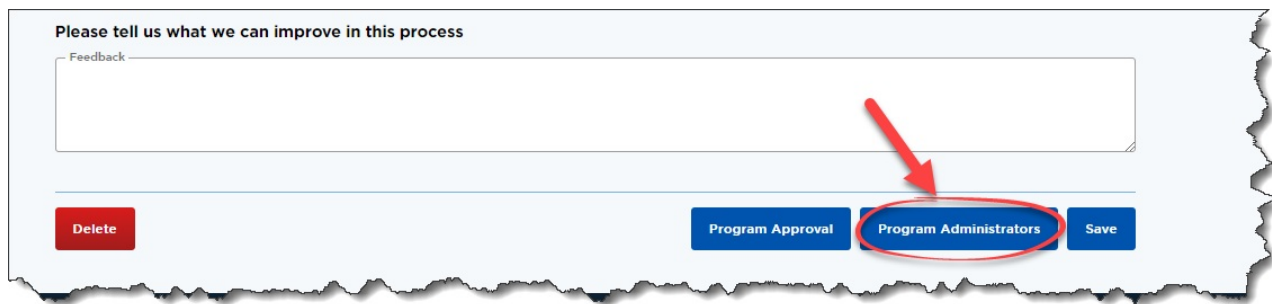 Please tell us what we can improve in this process
Feedback
Delete
Program Approval
Program Administrators
Save